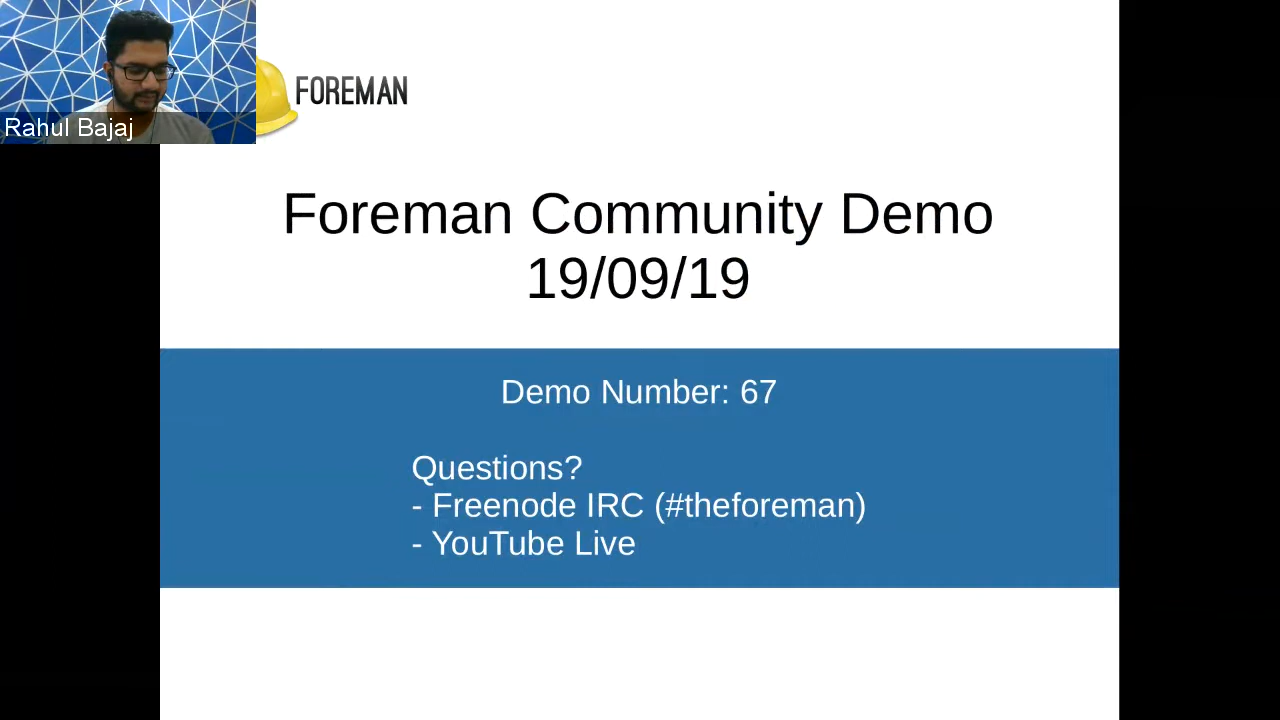 Rahul Bajaj
FOREMAN
Foreman Community Demo
19/09/19
Demo Number: 67
Questions?
- Freenode IRC (#theforeman)
- YouTube Live